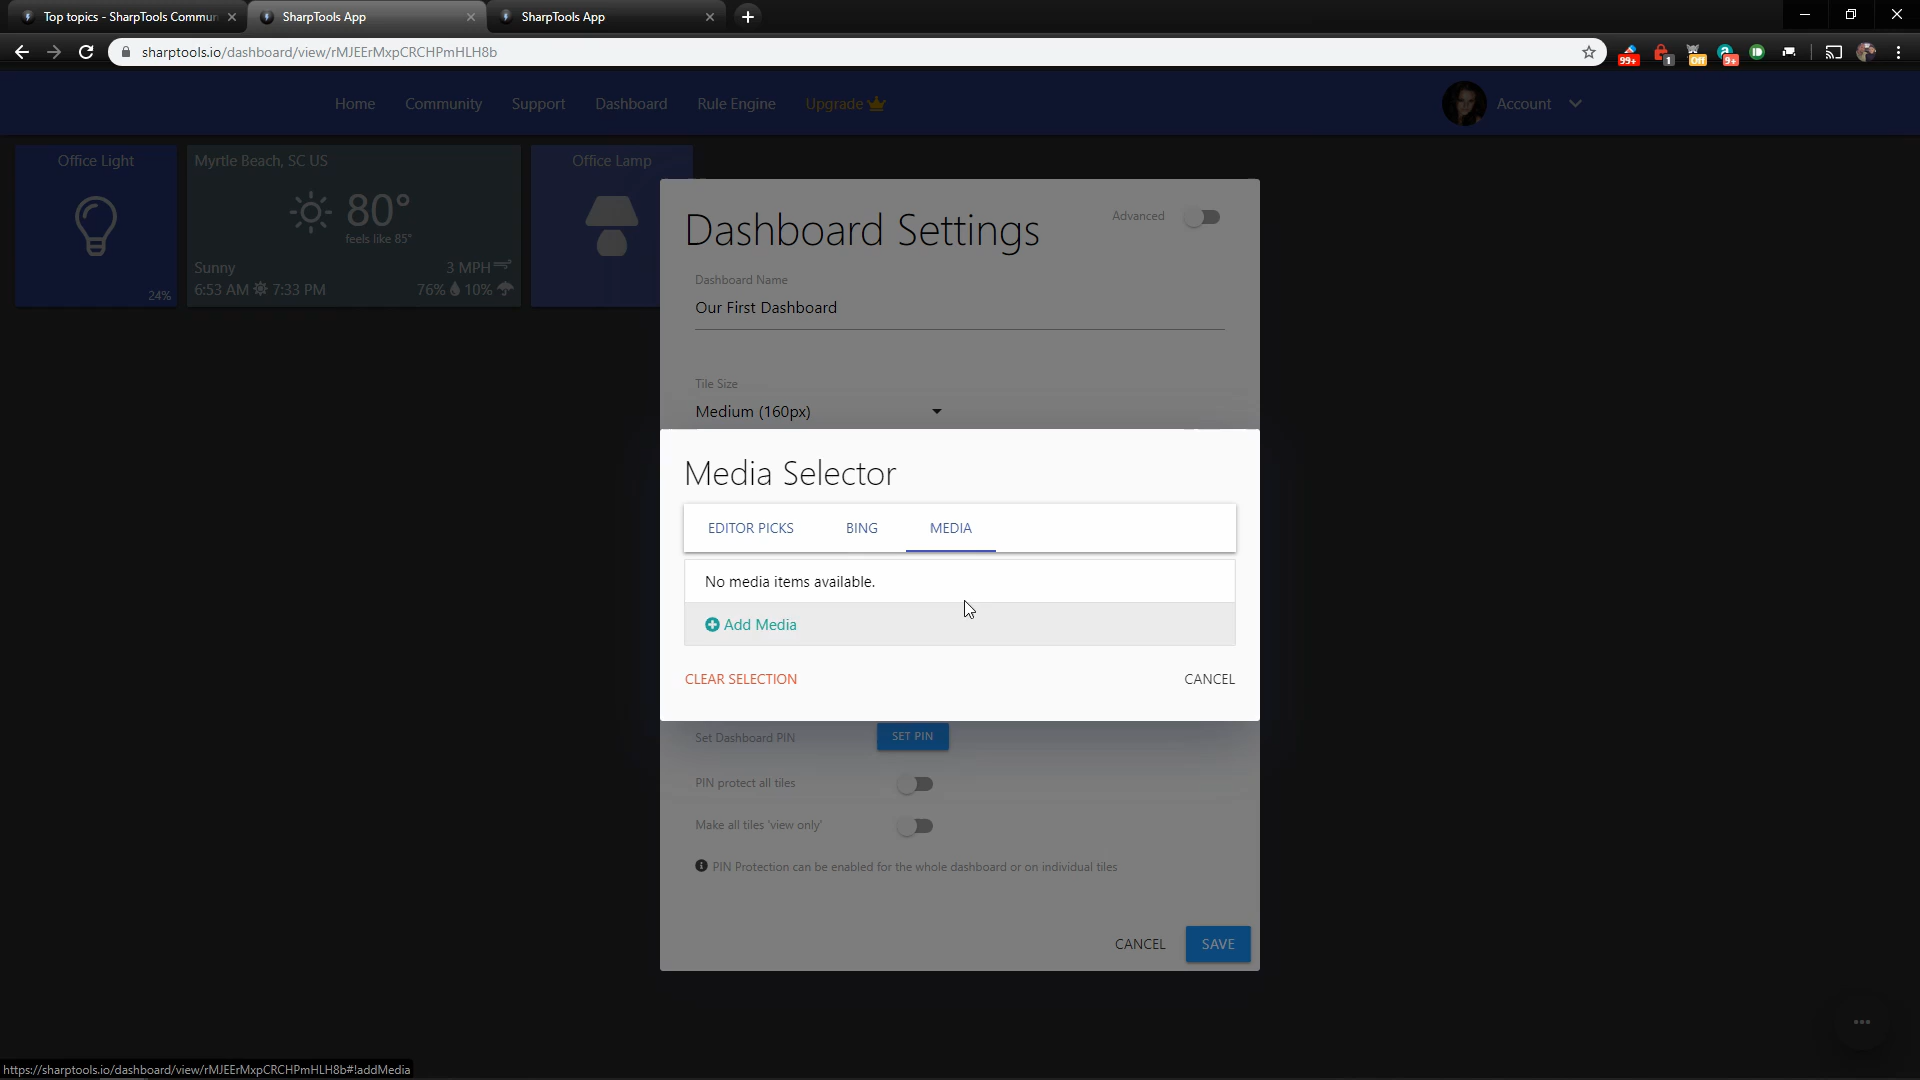 Top topics - SharpTools Commun
SharpTools App
SharpTools App
sharptools.io/dashboard/view/rMJEErMxpCRCHPmHLH8b
99+
1
Off
9+
Home
Community
Support
Dashboard
Rule Engine
Upgrade
Account
Office Light
24%
Myrtle Beach, SC US
80°
feels like 85°
Sunny
3 MPH
6:53 AM 7:33 PM
76% 10%
Office Lamp
Dashboard Settings
Advanced
Dashboard Name
Our First Dashboard
Tile Size
Medium (160px)
Media Selector
EDITOR PICKS
BING
MEDIA
No media items available.
Add Media
CLEAR SELECTION
CANCEL
Set Dashboard PIN
SET PIN
PIN protect all tiles
Make all tiles 'view only'
PIN Protection can be enabled for the whole dashboard or on individual tiles
CANCEL
SAVE
https://sharptools.io/dashboard/view/rMJEErMxpCRCHPmHLH8b#!addMedia